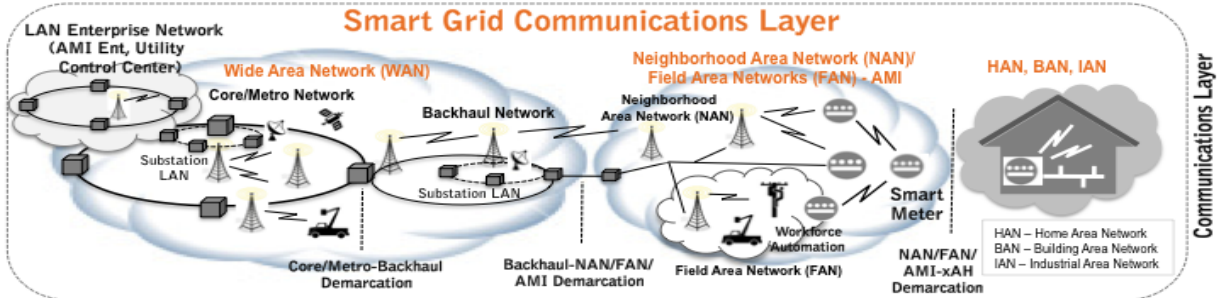 Smart Grid Communications Layer
LAN Enterprise Network
(AMI Ent, Utility
Control Center)
Wide Area Network (WAN)
Core/Metro Network
Backhaul Network
Substation
LAN
Substation LAN
Core/Metro-Backhaul
Demarcation
Backhaul-NAN/FAN/
AMI Demarcation
Neighborhood Area Network (NAN)/
Field Area Networks (FAN) - AMI
Neighborhood
Area Network (NAN)
Smart
Meter
Workforce
Automation
Field Area Network (FAN)
NAN/FAN/
AMI-xAH
Demarcation
HAN, BAN, IAN
HAN – Home Area Network
BAN – Building Area Network
IAN – Industrial Area Network
Communications Layer